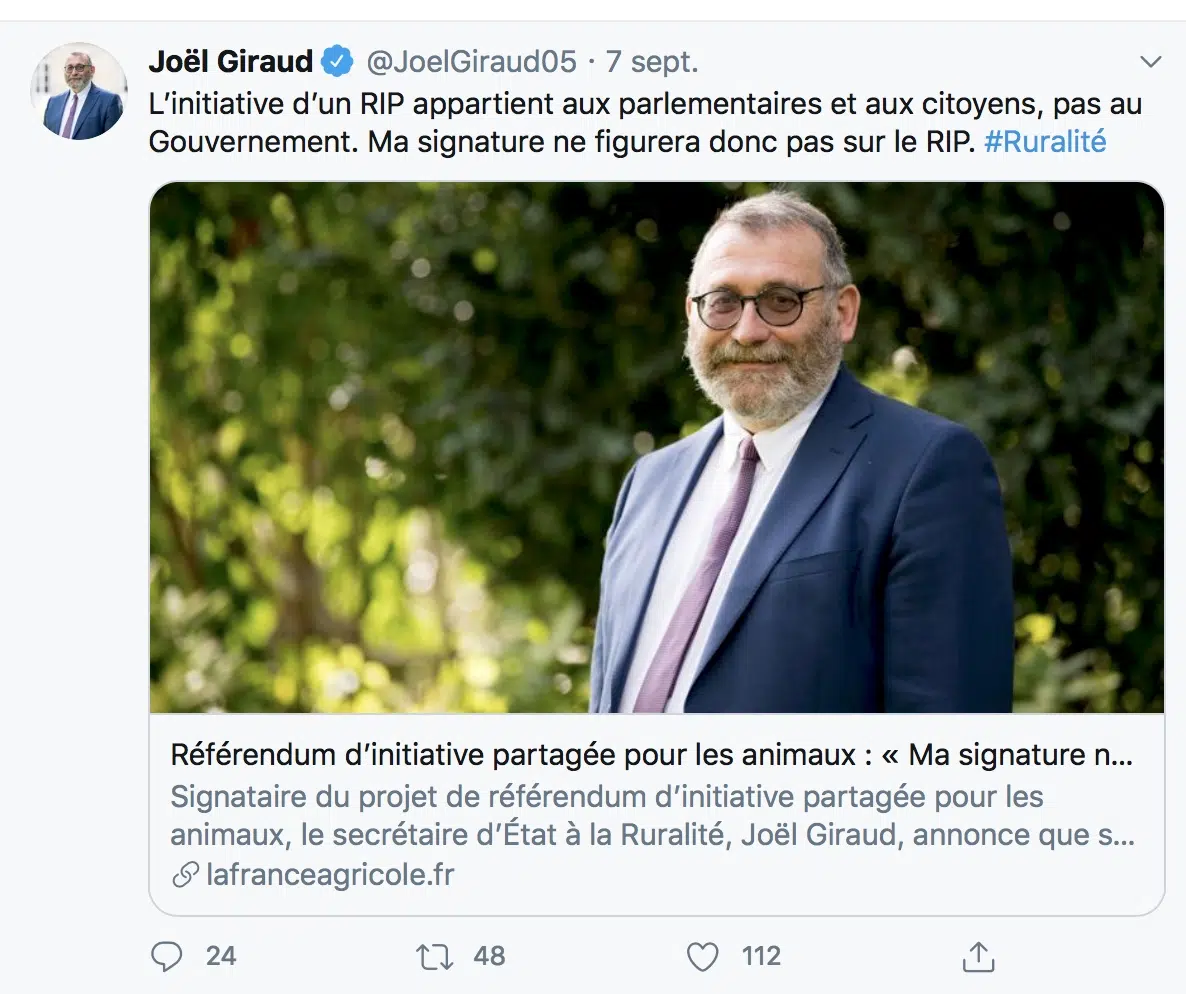 Joël Giraud @JoelGiraud05 · 7 sept.
L’initiative d’un RIP appartient aux parlementaires et aux citoyens, pas au
Gouvernement. Ma signature ne figurera donc pas sur le RIP. #Ruralité
Référendum d’initiative partagée pour les animaux : « Ma signature n...
Signataire du projet de référendum d’initiative partagée pour les
animaux, le secrétaire d’État à la Ruralité, Joël Giraud, annonce que s...
lafranceagricole.fr
24 48 112